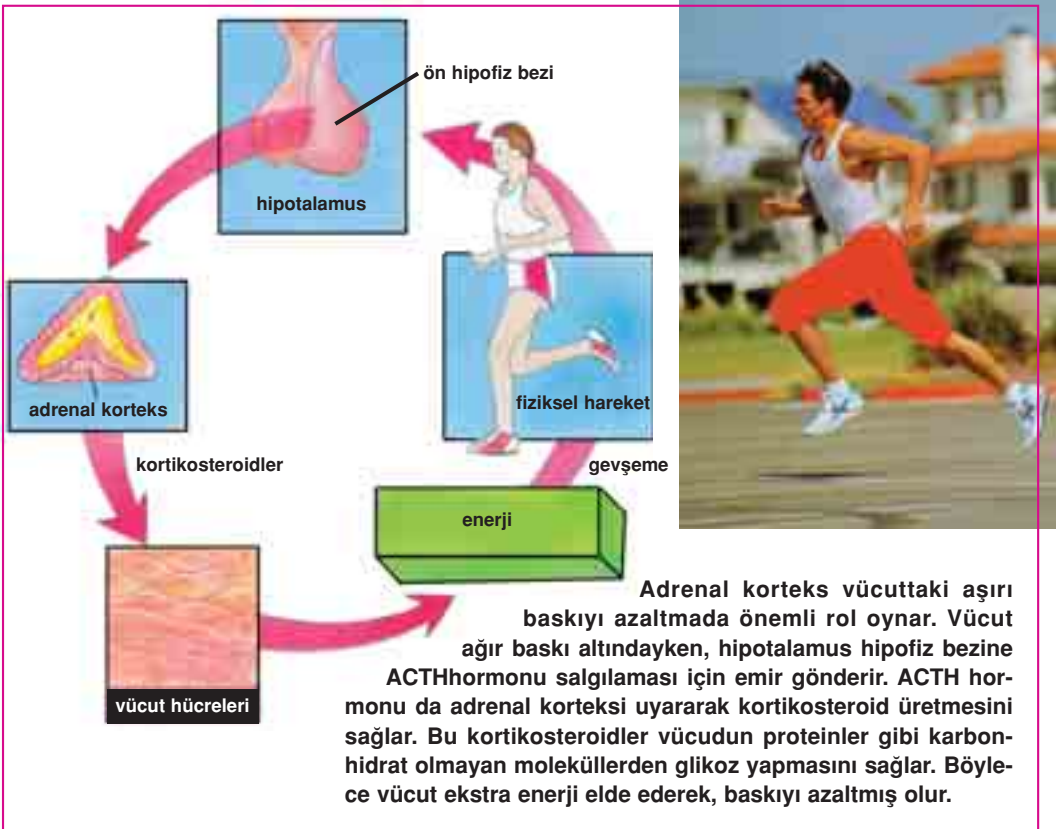 ön hipofiz bezi
hipotalamus
adrenal korteks
fiziksel hareket
kortikosteroidler
gevşeme
enerji
vücut hücreleri
Adrenal korteks vücuttaki aşırı
baskıyı azaltmada önemli rol oynar. Vücut
ağır baskı altındayken, hipotalamus hipofiz bezine
ACTHhormonu salgılaması için emir gönderir. ACTH hor-
monu da adrenal korteksi uyararak kortikosteroid üretmesini
sağlar. Bu kortikosteroidler vücudun proteinler gibi karbon-
hidrat olmayan moleküllerden glikoz yapmasını sağlar. Böyle-
ce vücut ekstra enerji elde ederek, baskıyı azaltmış olur.